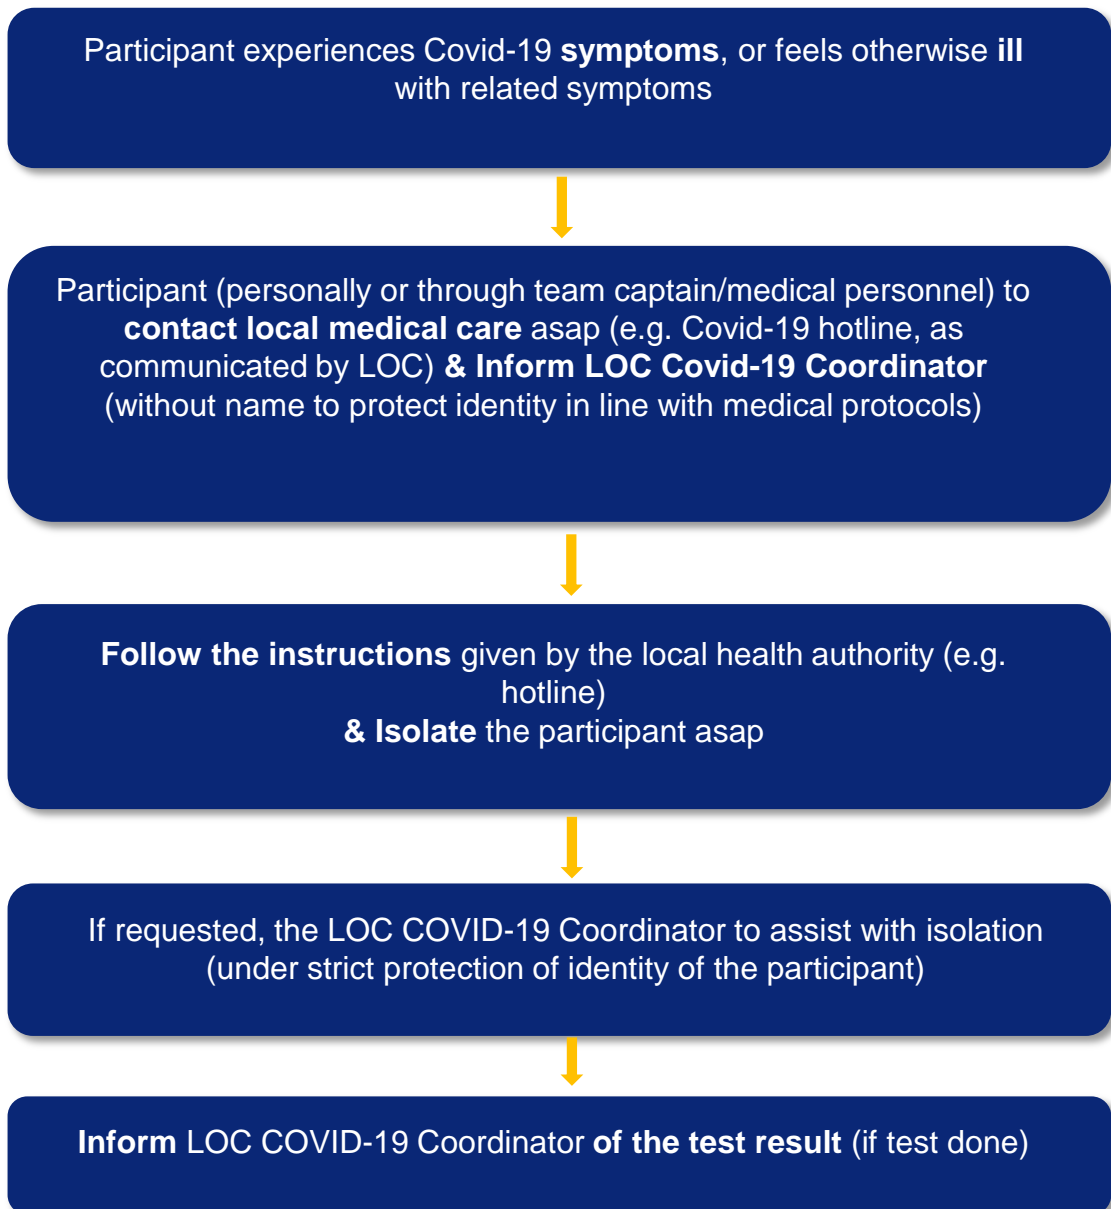 Participant experiences Covid-19 symptoms, or feels otherwise ill
with related symptoms
Participant (personally or through team captain/medical personnel) to
contact local medical care asap (e.g. Covid-19 hotline, as
communicated by LOC) & Inform LOC Covid-19 Coordinator
(without name to protect identity in line with medical protocols)
Follow the instructions given by the local health authority (e.g.
hotline)
& Isolate the participant asap
If requested, the LOC COVID-19 Coordinator to assist with isolation
(under strict protection of identity of the participant)
Inform LOC COVID-19 Coordinator of the test result (if test done)